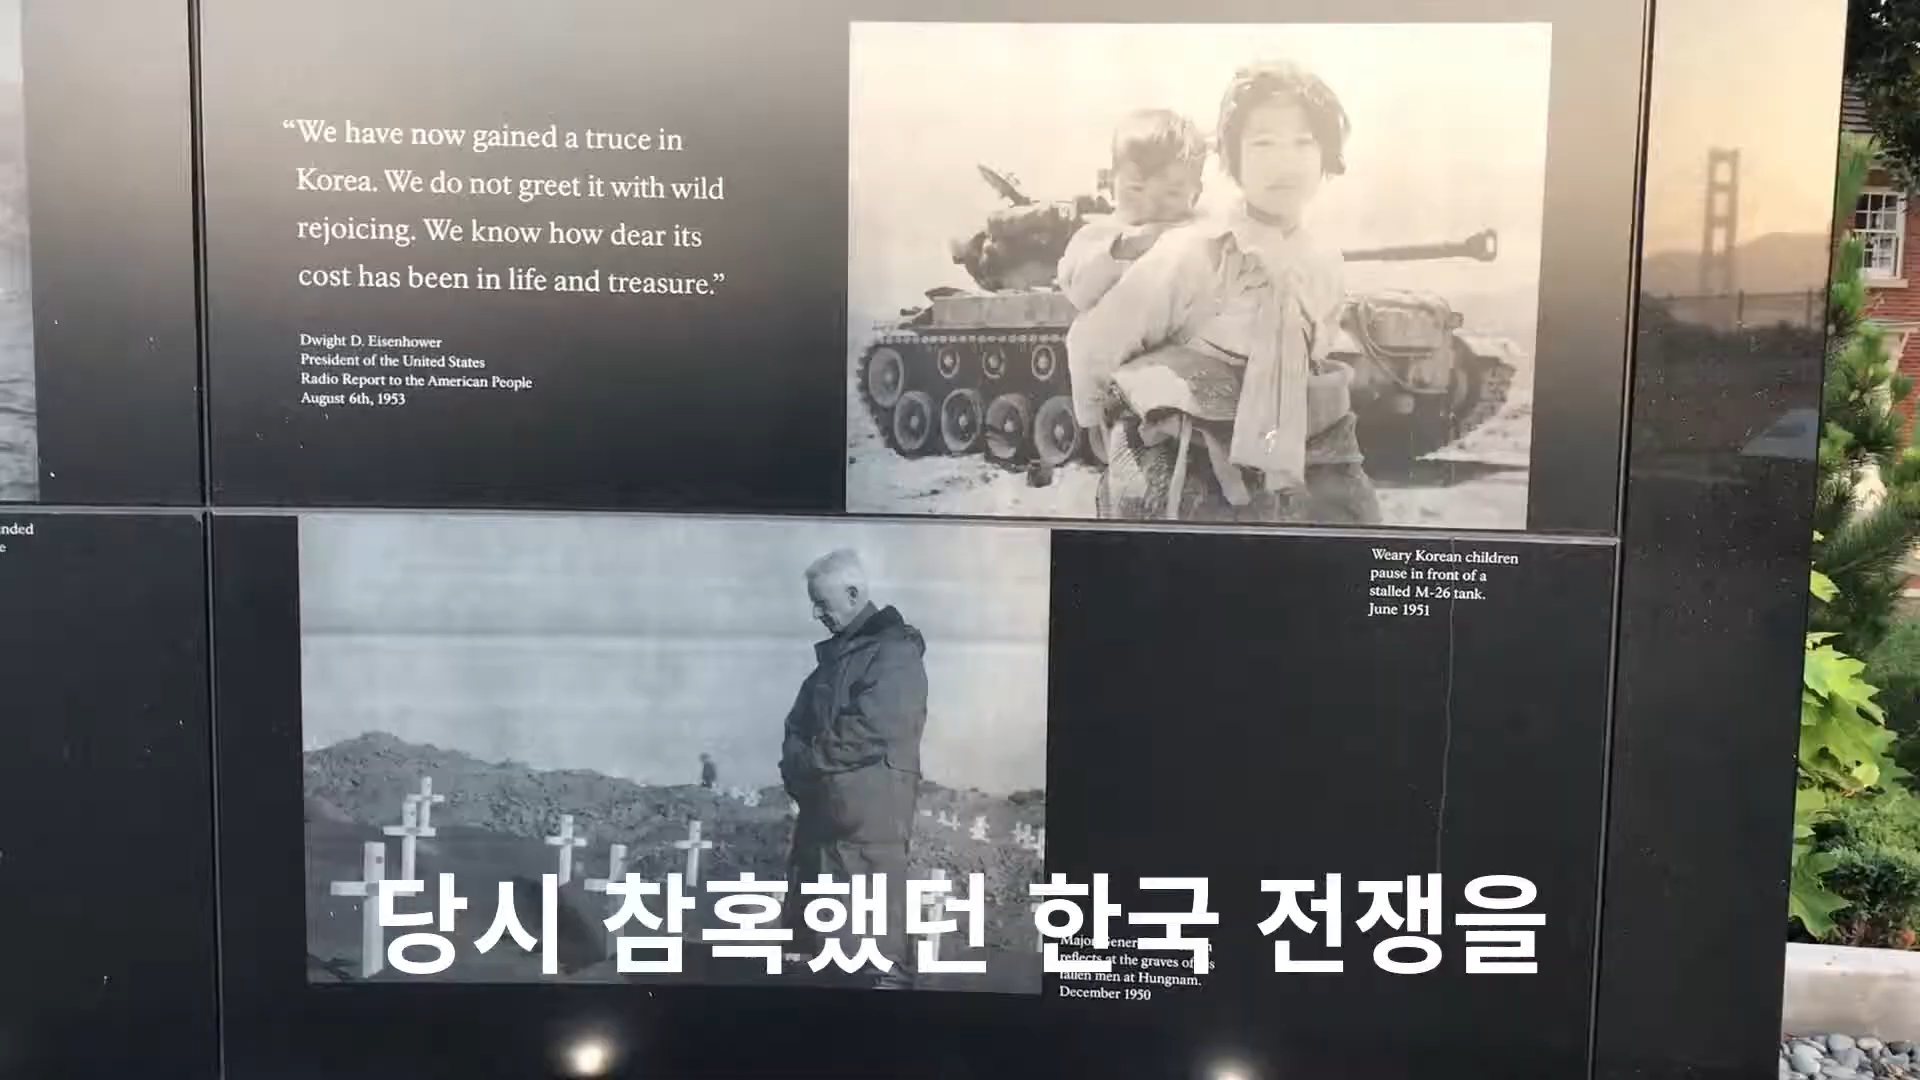 “We have now gained a truce in
Korea. We do not greet it with wild
rejoicing. We know how dear its
cost has been in life and treasure.”
Dwight D. Eisenhower
President of the United States
Radio Report to the American People
August 6th, 1953
Weary Korean children
pause in front of a
stalled M-26 tank.
June 1951
Major
reflects at the graves of
fallen men at Hungnam.
December 1950
당시 참혹했던 한국 전쟁을